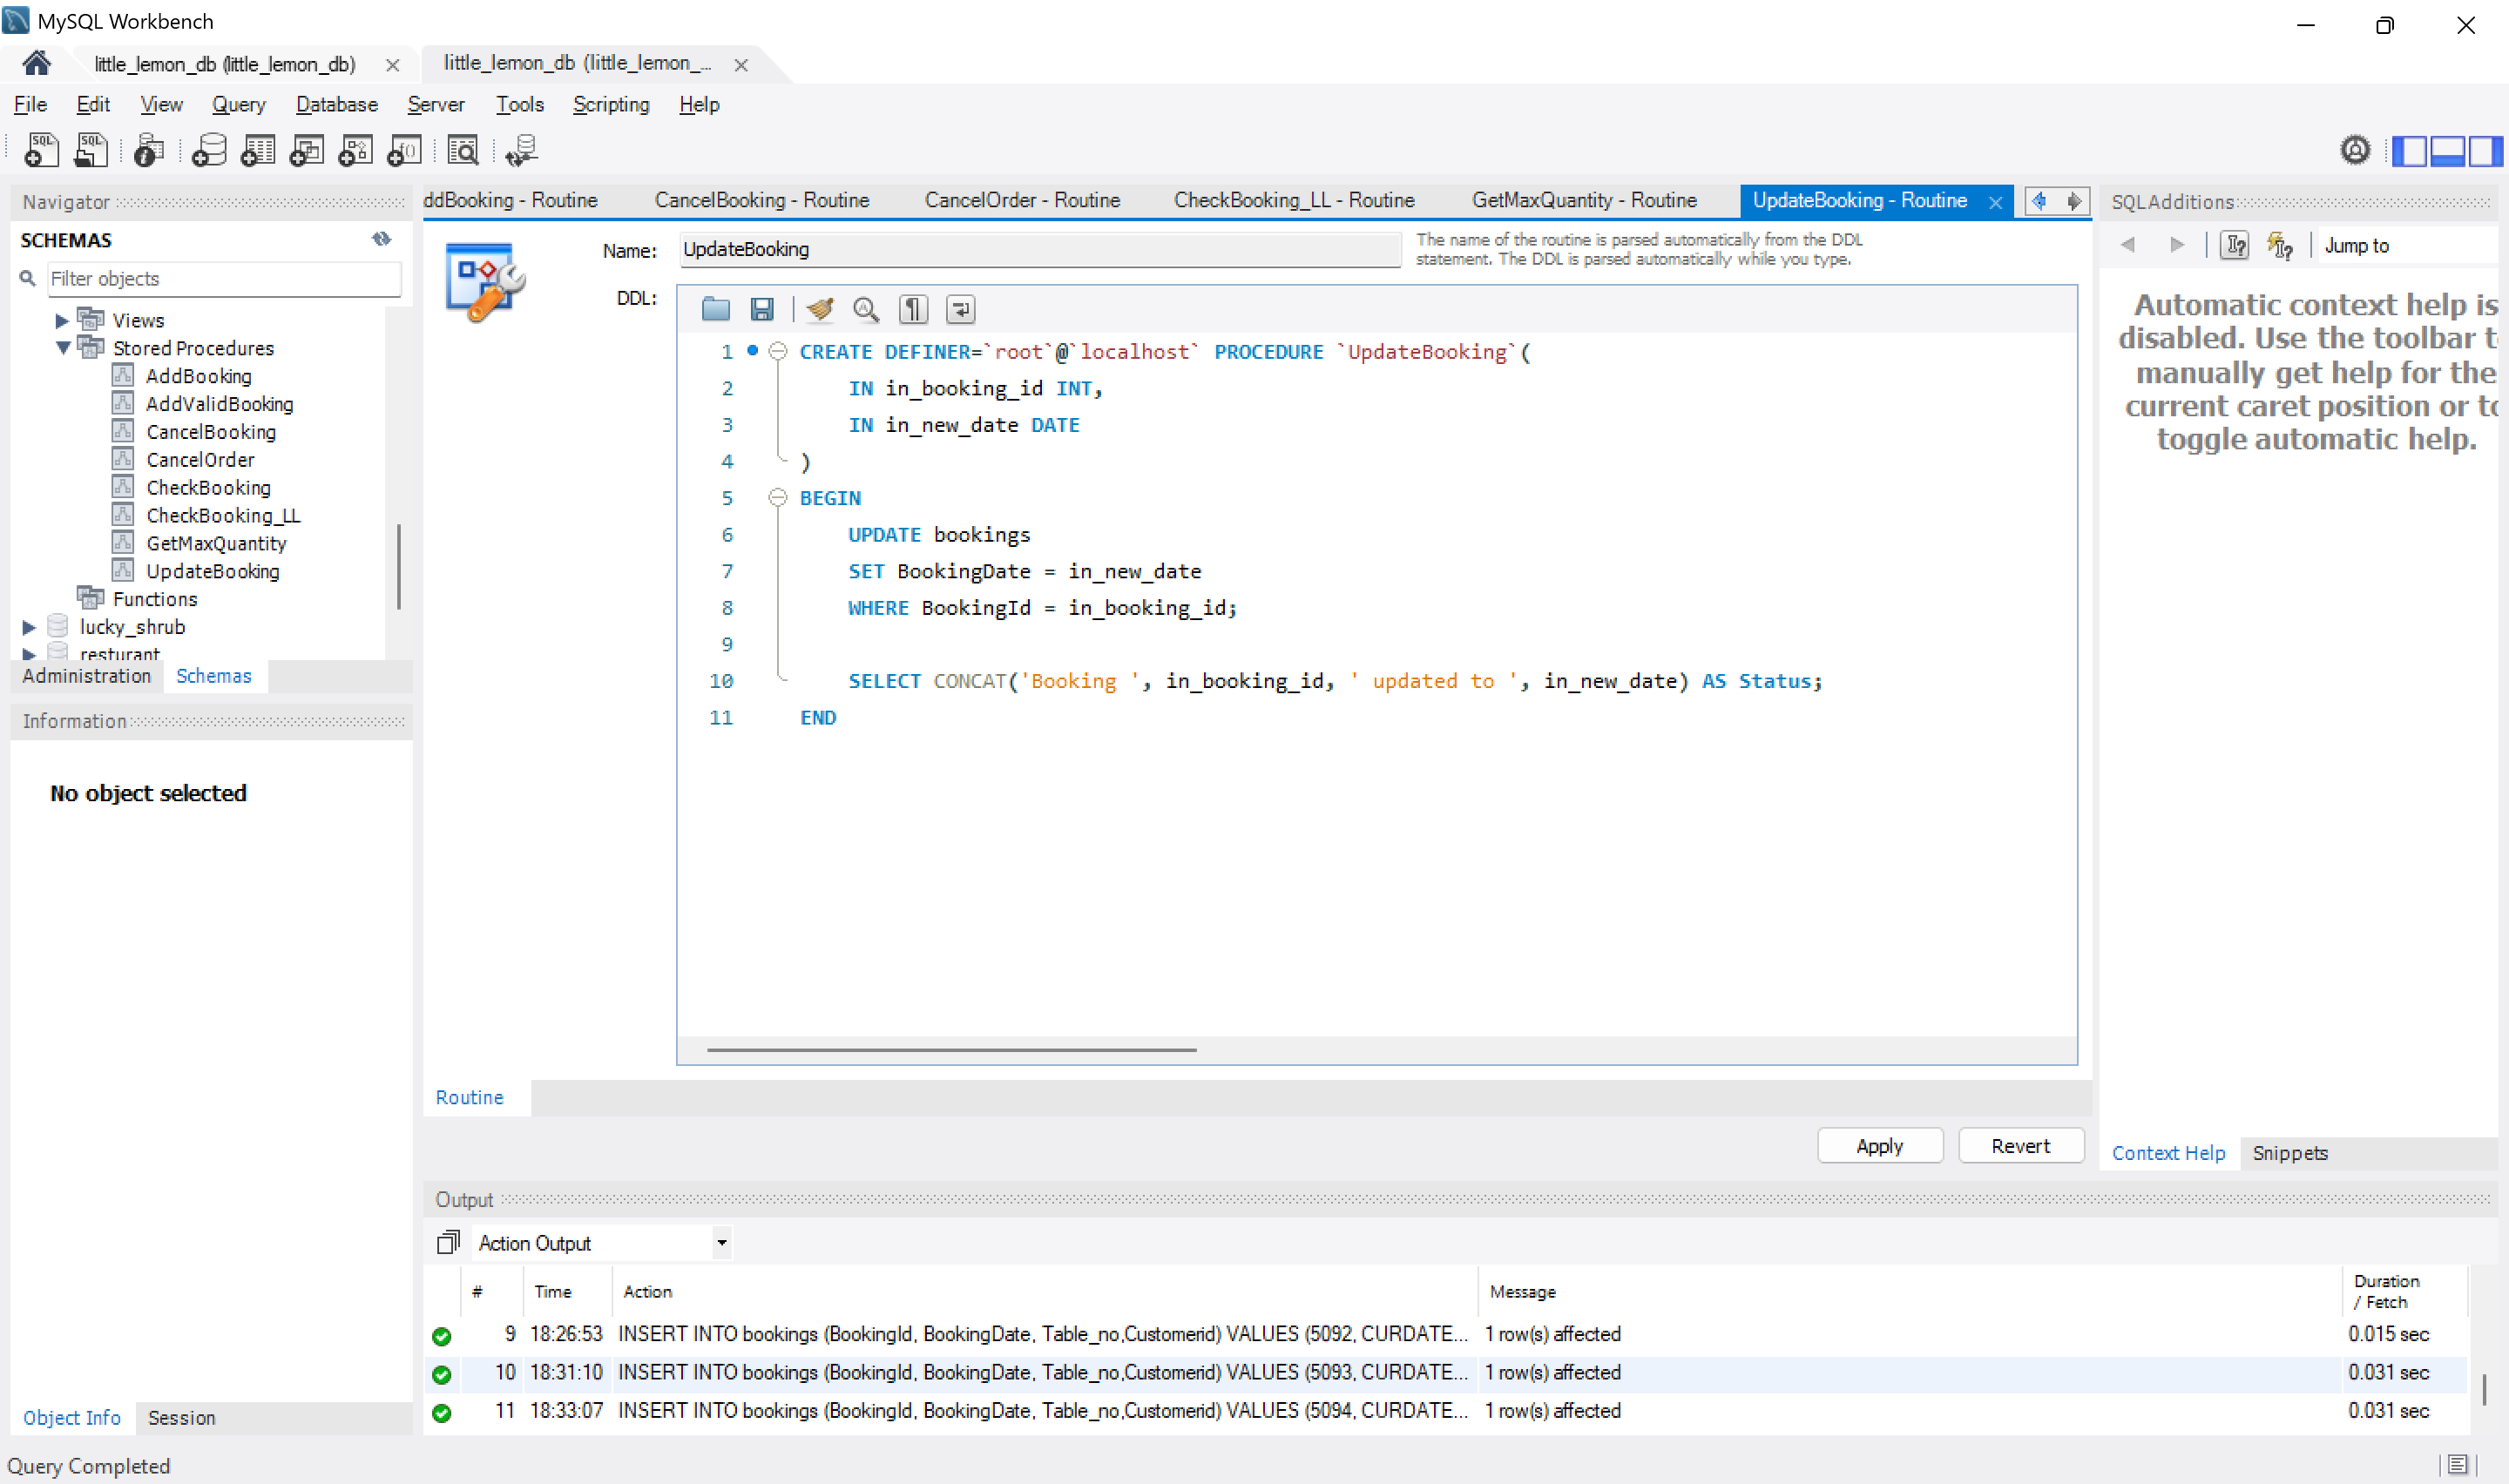 MySQL Workbench
little_lemon_db (little_lemon_db)
little_lemon_db (little_lemon_...
File Edit View Query Database Server Tools Scripting Help
Navigator
SCHEMAS
Filter objects
Views
Stored Procedures
AddBooking
AddValidBooking
CancelBooking
CancelOrder
CheckBooking
CheckBooking_LL
GetMaxQuantity
UpdateBooking
Functions
lucky_shrub
resturant
Administration Schemas
Information
No object selected
Object Info Session
Query Completed
ddBooking - Routine CancelBooking - Routine CancelOrder - Routine CheckBooking_LL - Routine GetMaxQuantity - Routine UpdateBooking - Routine
Name: UpdateBooking
The name of the routine is parsed automatically from the DDL
statement. The DDL is parsed automatically while you type.
DDL:
1 CREATE DEFINER=`root`@`localhost` PROCEDURE `UpdateBooking`(
2 IN in_booking_id INT,
3 IN in_new_date DATE
4 )
5 BEGIN
6 UPDATE bookings
7 SET BookingDate = in_new_date
8 WHERE BookingId = in_booking_id;
9
10 SELECT CONCAT('Booking ', in_booking_id, ' updated to ', in_new_date) AS Status;
11 END
Routine
Apply Revert
SQLAdditions
Jump to
Automatic context help is
disabled. Use the toolbar t
manually get help for the
current caret position or to
toggle automatic help.
Context Help Snippets
Output
Action Output
# Time Action Message Duration / Fetch
9 18:26:53 INSERT INTO bookings (BookingId, BookingDate, Table_no,Customerid) VALUES (5092, CURDATE... 1 row(s) affected 0.015 sec
10 18:31:10 INSERT INTO bookings (BookingId, BookingDate, Table_no,Customerid) VALUES (5093, CURDATE... 1 row(s) affected 0.031 sec
11 18:33:07 INSERT INTO bookings (BookingId, BookingDate, Table_no,Customerid) VALUES (5094, CURDATE... 1 row(s) affected 0.031 sec